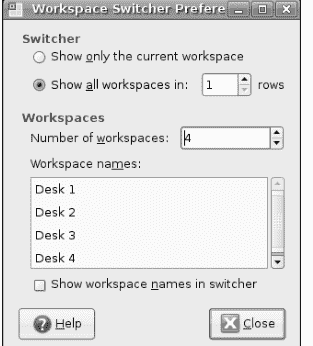 Workspace Switcher Prefere
Switcher
Show only the current workspace
Show all workspaces in: 1 rows
Workspaces
Number of workspaces: 4
Workspace names:
Desk 1
Desk 2
Desk 3
Desk 4
Show workspace names in switcher
Help Close